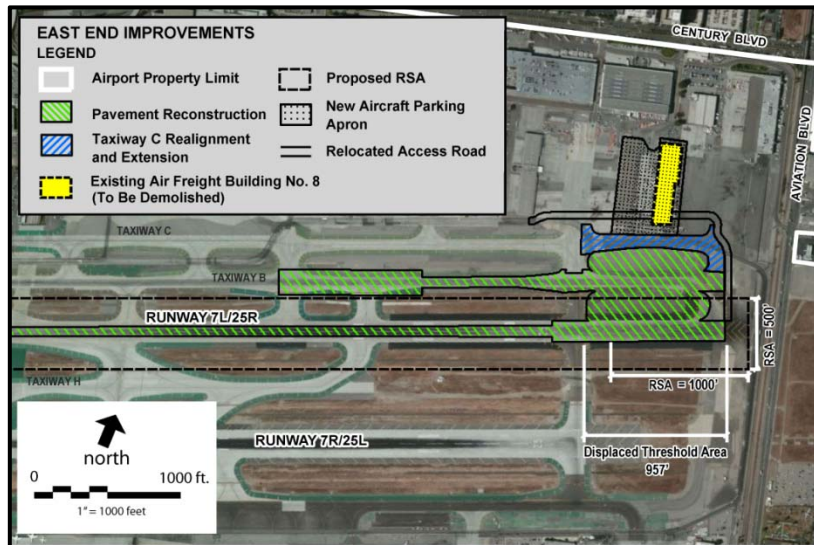 EAST END IMPROVEMENTS
LEGEND
Airport Property Limit
Proposed RSA
Pavement Reconstruction
New Aircraft Parking
Apron
Taxiway C Realignment
and Extension
Relocated Access Road
Existing Air Freight Building No. 8
(To Be Demolished)
CENTURY BLVD
AVIATION BLVD
TAXIWAY C
TAXIWAY B
RUNWAY 7L/25R
RSA = 500'
TAXIWAY H
RSA = 1000'
RUNWAY 7R/25L
Displaced Threshold Area
957'
north
0 1000 ft.
1" = 1000 feet